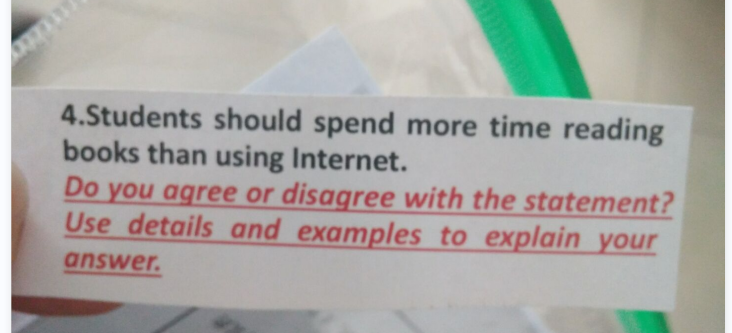 4.Students should spend more time reading
books than using Internet.
Do you agree or disagree with the statement?
Use details and examples to explain your
answer.